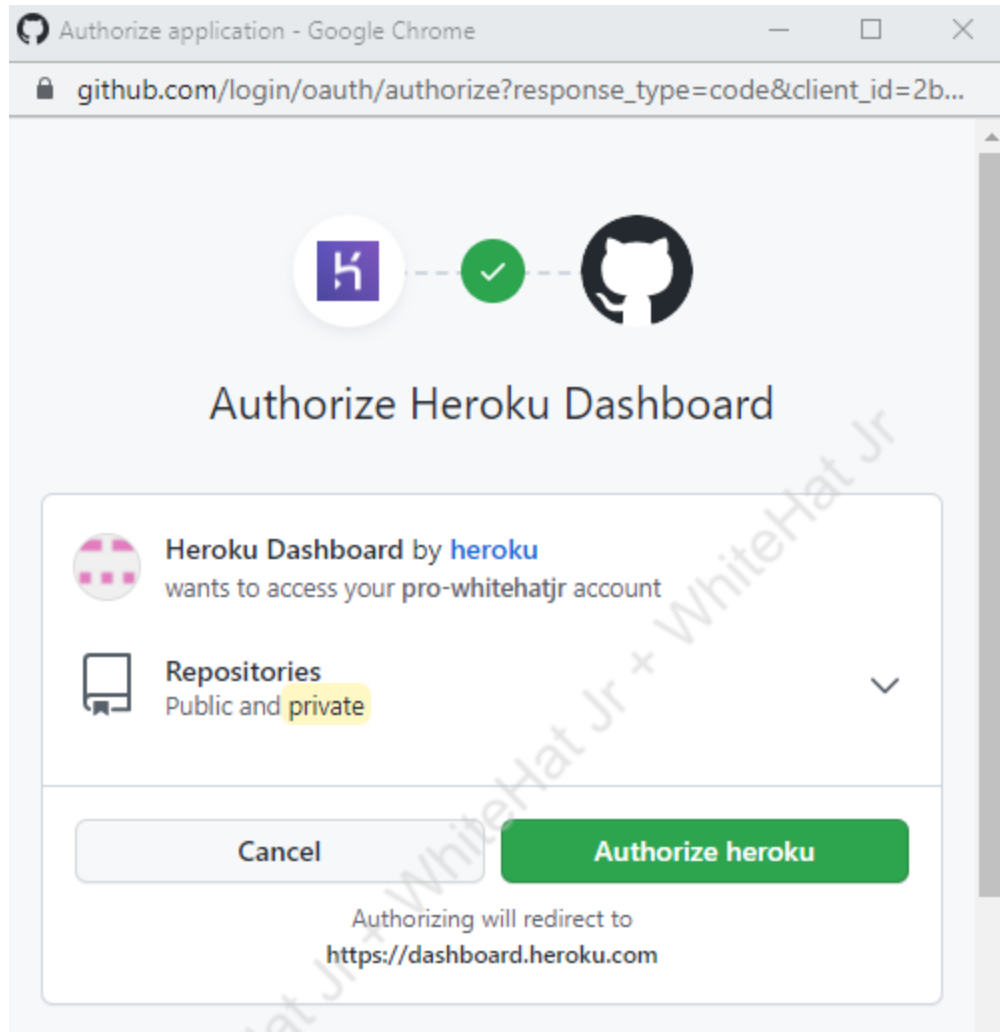 Authorize application - Google Chrome
github.com/login/oauth/authorize?response_type=code&client_id=2b...
Authorize Heroku Dashboard
Heroku Dashboard by heroku
wants to access your pro-whitehatjr account
Repositories
Public and private
Cancel
Authorize heroku
Authorizing will redirect to
https://dashboard.heroku.com
hat Jr + WhiteHat Jr + WhiteHat Jr